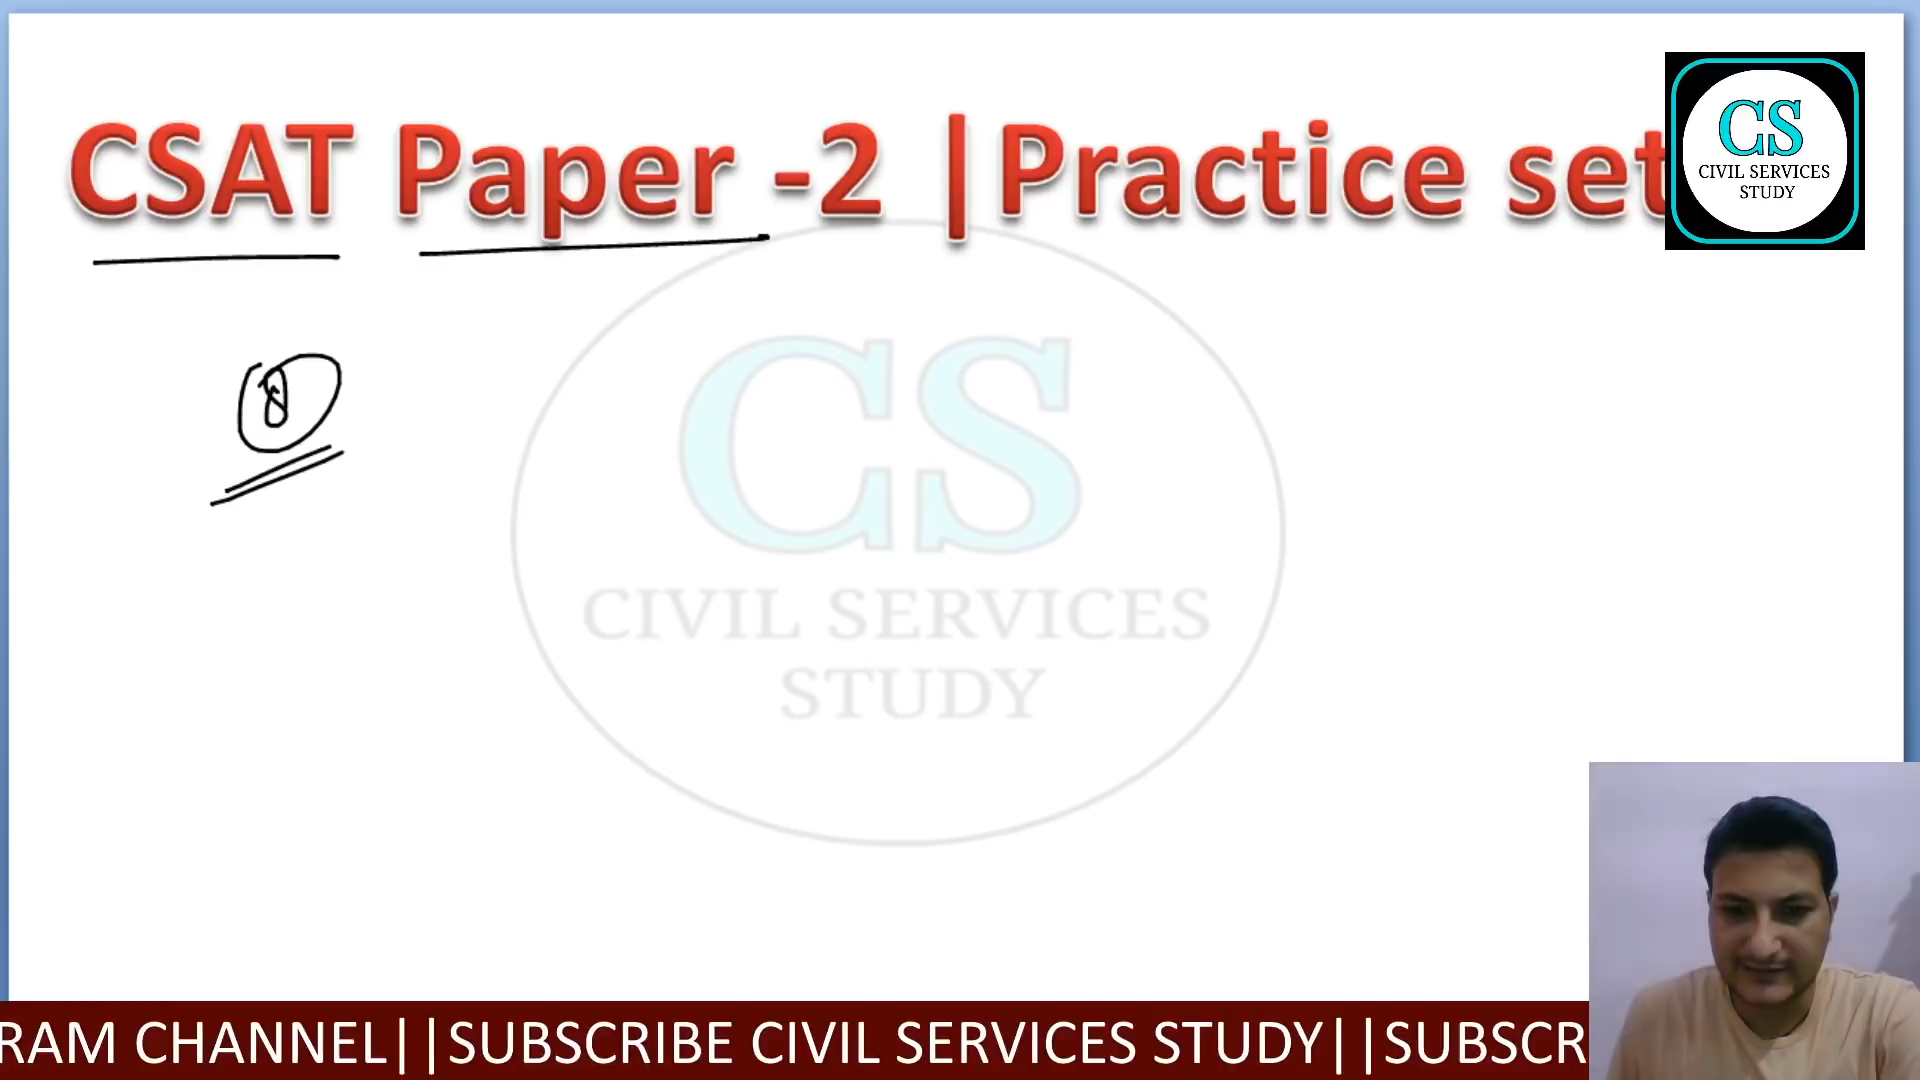 CSAT Paper -2 |Practice set
CS
CIVIL SERVICES
STUDY
8
CS
CIVIL SERVICES
STUDY
RAM CHANNEL||SUBSCRIBE CIVIL SERVICES STUDY||SUBSCR